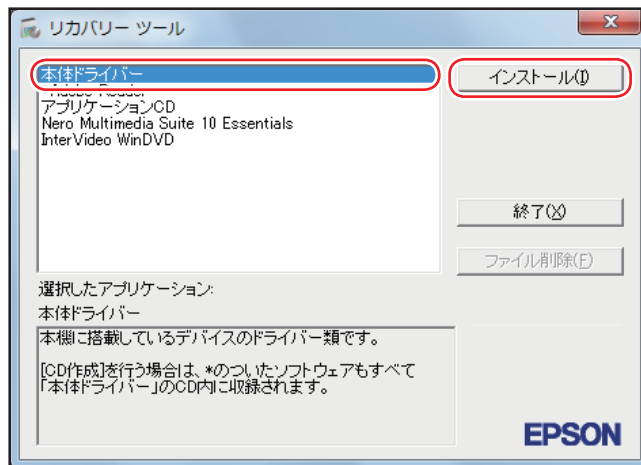 リカバリー ツール
本体ドライバー
インストール(I)
アプリケーションCD
Nero Multimedia Suite 10 Essentials
InterVideo WinDVD
終了(X)
ファイル削除(F)
選択したアプリケーション:
本体ドライバー
本機に搭載しているデバイスのドライバー類です。
[CD作成]を行う場合は、*のついたソフトウェアもすべて
「本体ドライバー」のCD内に収録されます。
EPSON